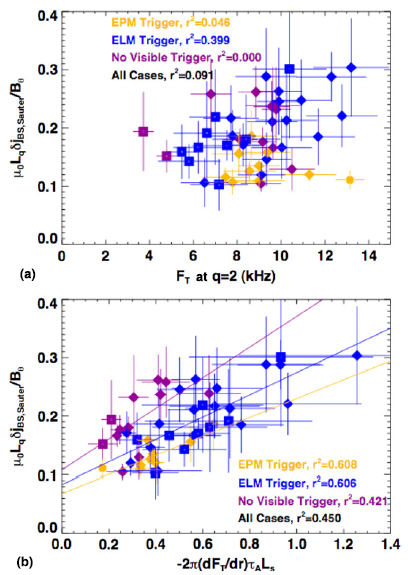 EPM Trigger, r²=0.046
ELM Trigger, r²=0.399
No Visible Trigger, r²=0.000
All Cases, r²=0.091
μ₀L_qδj_BS,Sauter/B_θ
0.4
0.3
0.2
0.1
0.0
0 2 4 6 8 10 12 14
(a)
F_T at q=2 (kHz)
0.4
0.3
0.2
0.1
0.0
μ₀L_qδj_BS,Sauter/B_θ
EPM Trigger, r²=0.608
ELM Trigger, r²=0.606
No Visible Trigger, r²=0.421
All Cases, r²=0.450
0.0 0.2 0.4 0.6 0.8 1.0 1.2 1.4
(b)
-2π(dF_T/dr)τ_AL_s